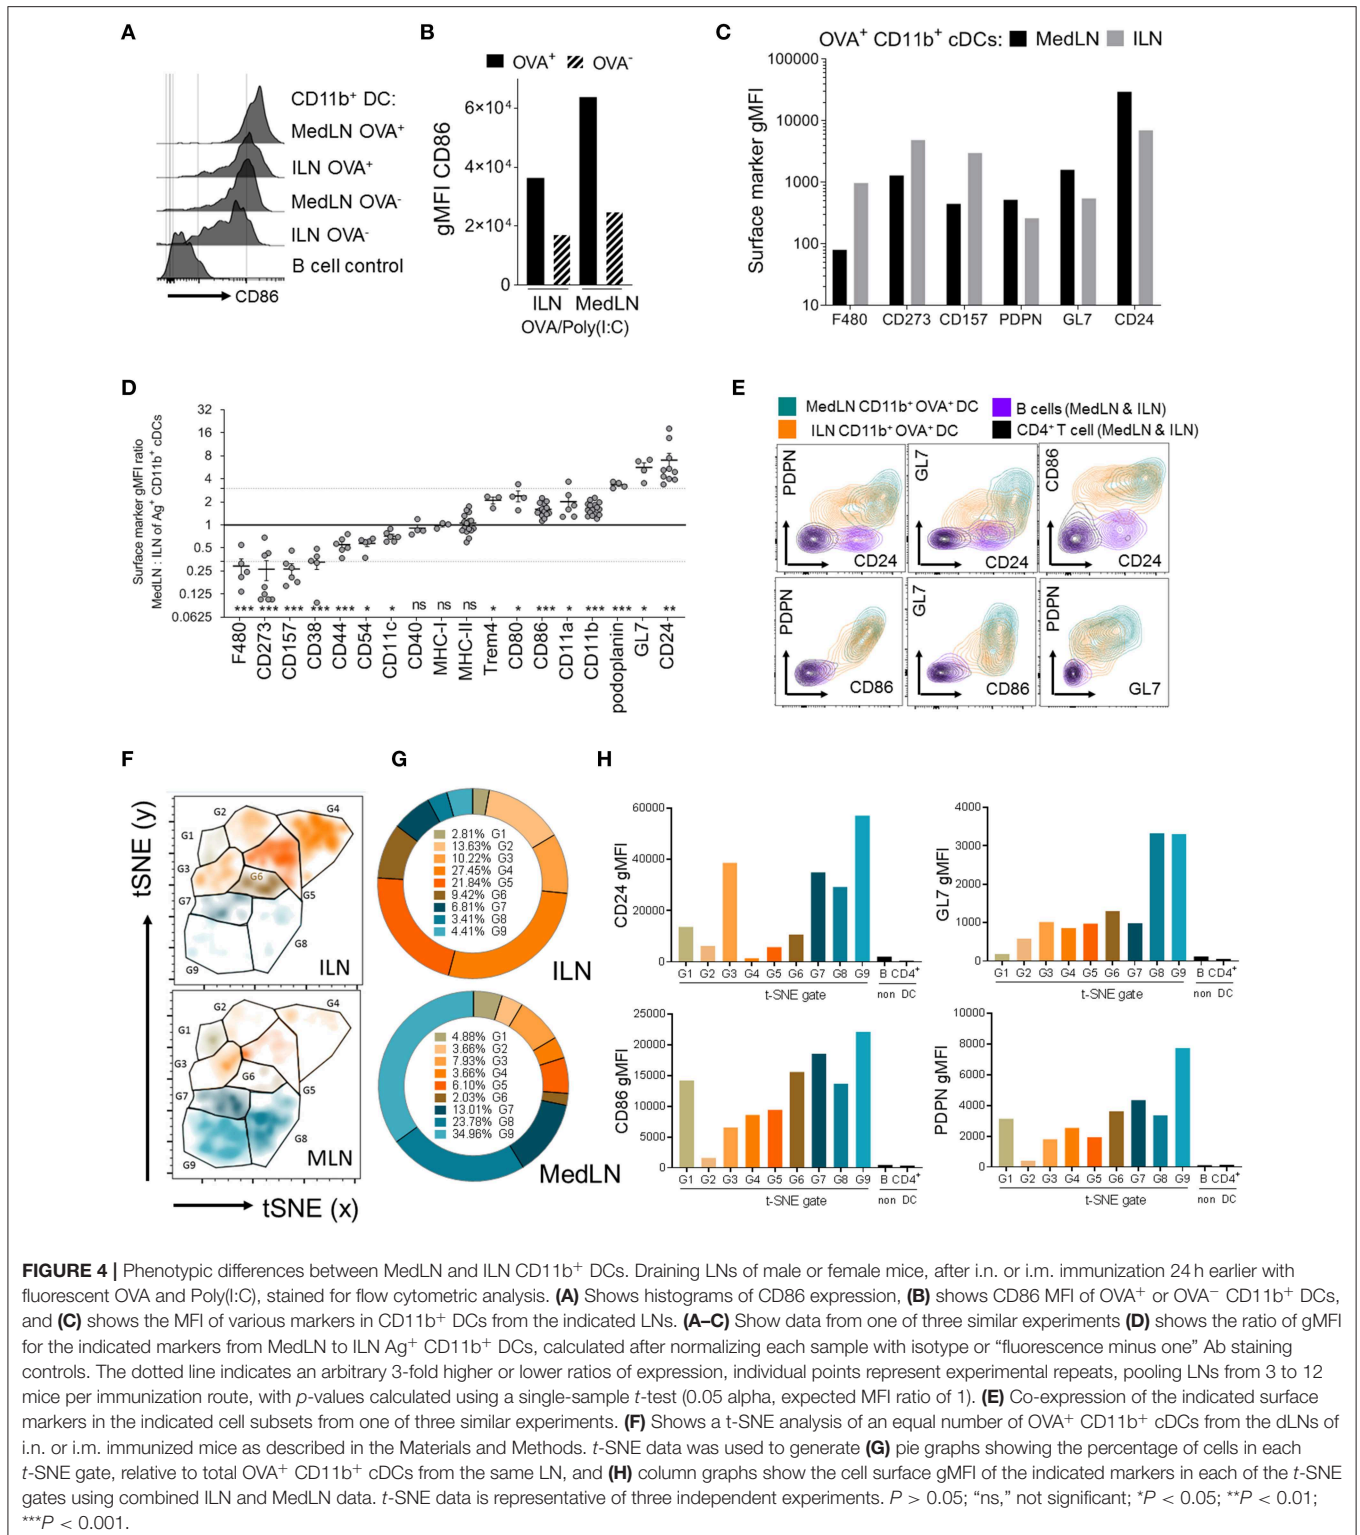 A
CD11b⁺ DC:
MedLN OVA⁺
ILN OVA⁺
MedLN OVA⁻
ILN OVA⁻
B cell control
CD86
B
OVA⁺ OVA⁻
gMFI CD86
6×10⁴
4×10⁴
2×10⁴
0
ILN MedLN
OVA/Poly(I:C)
C
OVA⁺ CD11b⁺ cDCs: MedLN ILN
Surface marker gMFI
100000
10000
1000
100
10
F480 CD273 CD157 PDPN GL7 CD24
D
Surface marker gMFI ratio
MedLN : ILN of Ag⁺ CD11b⁺ cDCs
32
16
8
4
2
1
0.5
0.25
0.125
0.0625
*** *** *** *** *** * * ns ns ns * * *** * *** *** * **
F480 CD273 CD157 CD38 CD44 CD54 CD11c CD40 MHC-I MHC-II Trem4 CD80 CD86 CD11a CD11b podoplanin GL7 CD24
E
MedLN CD11b⁺ OVA⁺ DC B cells (MedLN & ILN)
ILN CD11b⁺ OVA⁺ DC CD4⁺ T cell (MedLN & ILN)
PDPN GL7 CD86
CD24 CD24 CD24
PDPN GL7 PDPN
CD86 CD86 GL7
F
tSNE (y)
G2 G4
G1
G3 G6
G7 G5
G8
G9
ILN
G2 G4
G1
G3 G6
G7 G5
G8
G9
MLN
tSNE (x)
G
2.81% G1
13.63% G2
10.22% G3
27.45% G4
21.84% G5
9.42% G6
6.81% G7
3.41% G8
4.41% G9
ILN
4.88% G1
3.66% G2
7.93% G3
3.66% G4
6.10% G5
2.03% G6
13.01% G7
23.78% G8
34.96% G9
MedLN
H
CD24 gMFI
60000
40000
20000
0
G1 G2 G3 G4 G5 G6 G7 G8 G9 B CD4⁺
t-SNE gate non DC
GL7 gMFI
4000
3000
2000
1000
0
G1 G2 G3 G4 G5 G6 G7 G8 G9 B CD4⁺
t-SNE gate non DC
CD86 gMFI
25000
20000
15000
10000
5000
0
G1 G2 G3 G4 G5 G6 G7 G8 G9 B CD4⁺
t-SNE gate non DC
PDPN gMFI
10000
8000
6000
4000
2000
0
G1 G2 G3 G4 G5 G6 G7 G8 G9 B CD4⁺
t-SNE gate non DC
FIGURE 4 | Phenotypic differences between MedLN and ILN CD11b⁺ DCs. Draining LNs of male or female mice, after i.n. or i.m. immunization 24 h earlier with
fluorescent OVA and Poly(I:C), stained for flow cytometric analysis. (A) Shows histograms of CD86 expression, (B) shows CD86 MFI of OVA⁺ or OVA⁻ CD11b⁺ DCs,
and (C) shows the MFI of various markers in CD11b⁺ DCs from the indicated LNs. (A–C) Show data from one of three similar experiments (D) shows the ratio of gMFI
for the indicated markers from MedLN to ILN Ag⁺ CD11b⁺ DCs, calculated after normalizing each sample with isotype or “fluorescence minus one” Ab staining
controls. The dotted line indicates an arbitrary 3-fold higher or lower ratios of expression, individual points represent experimental repeats, pooling LNs from 3 to 12
mice per immunization route, with p-values calculated using a single-sample t-test (0.05 alpha, expected MFI ratio of 1). (E) Co-expression of the indicated surface
markers in the indicated cell subsets from one of three similar experiments. (F) Shows a t-SNE analysis of an equal number of OVA⁺ CD11b⁺ cDCs from the dLNs of
i.n. or i.m. immunized mice as described in the Materials and Methods. t-SNE data was used to generate (G) pie graphs showing the percentage of cells in each
t-SNE gate, relative to total OVA⁺ CD11b⁺ cDCs from the same LN, and (H) column graphs show the cell surface gMFI of the indicated markers in each of the t-SNE
gates using combined ILN and MedLN data. t-SNE data is representative of three independent experiments. P > 0.05; “ns,” not significant; *P < 0.05; **P < 0.01;
***P < 0.001.